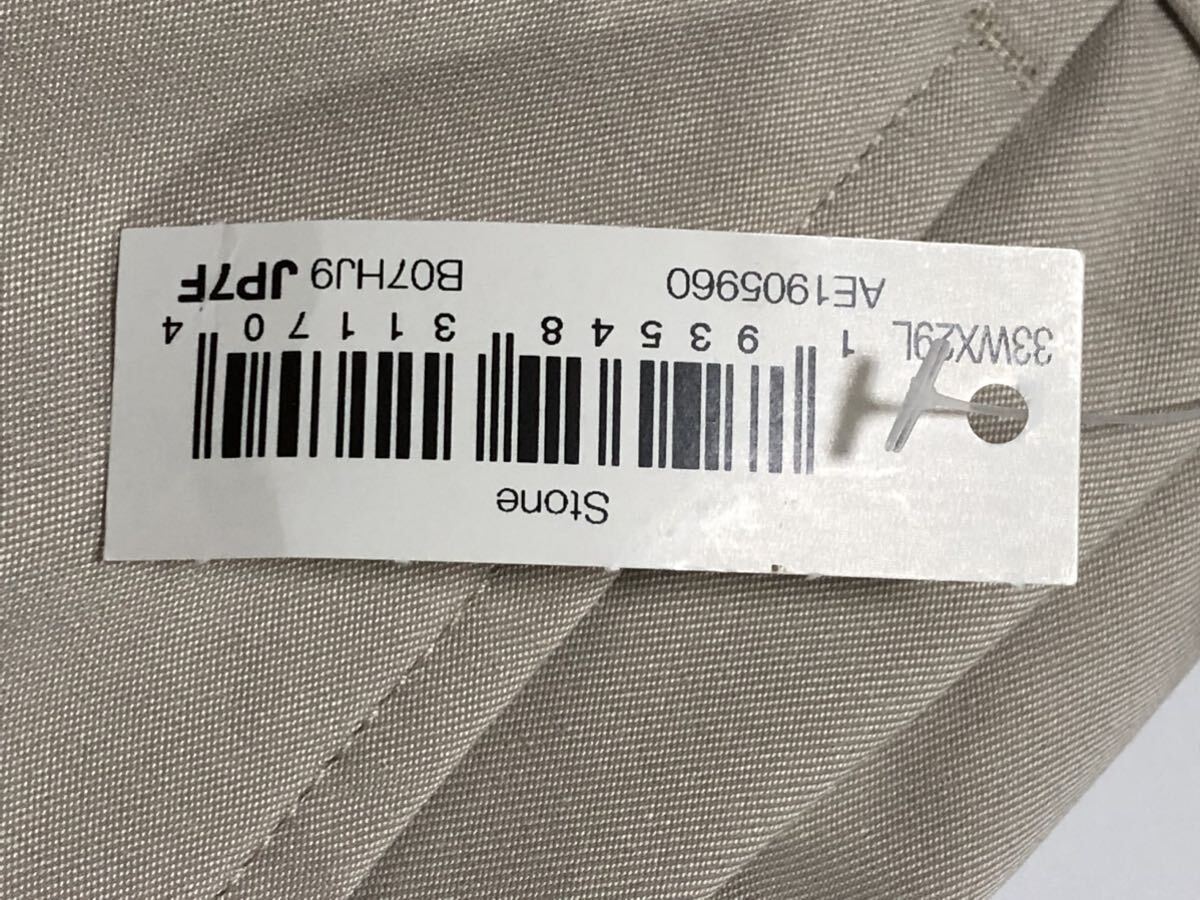 Stone
33WX29L 1 93548 31170 4
AE1905960 B07HJ9 JP7F